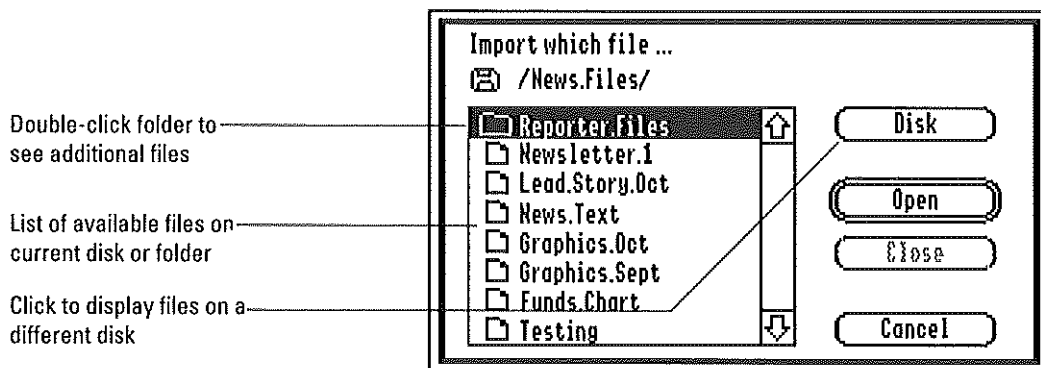 Import which file ...
/News.Files/
Double-click folder to
see additional files
List of available files on
current disk or folder
Click to display files on a
different disk
Reporter.Files
Newsletter.1
Lead.Story.Oct
News.Text
Graphics.Oct
Graphics.Sept
Funds.Chart
Testing
Disk
Open
Close
Cancel